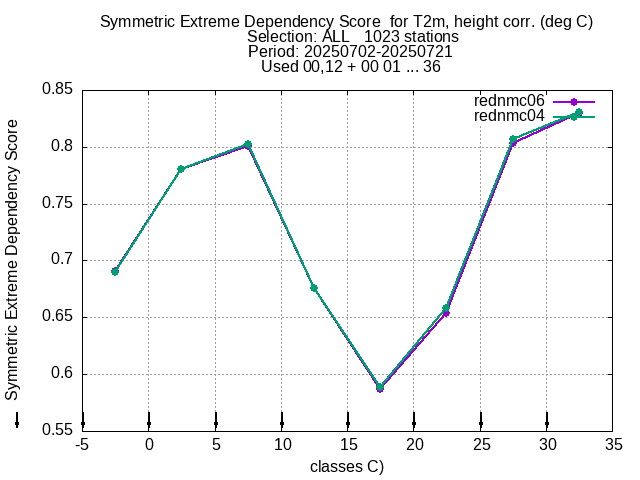 Symmetric Extreme Dependency Score  for T2m, height corr. (deg C)
Selection: ALL   1023 stations
Period: 20250702-20250721
Used 00,12 + 00 01 ... 36
rednmc06
rednmc04
Symmetric Extreme Dependency Score
0.85
0.8
0.75
0.7
0.65
0.6
0.55
-5 0 5 10 15 20 25 30 35
classes C)